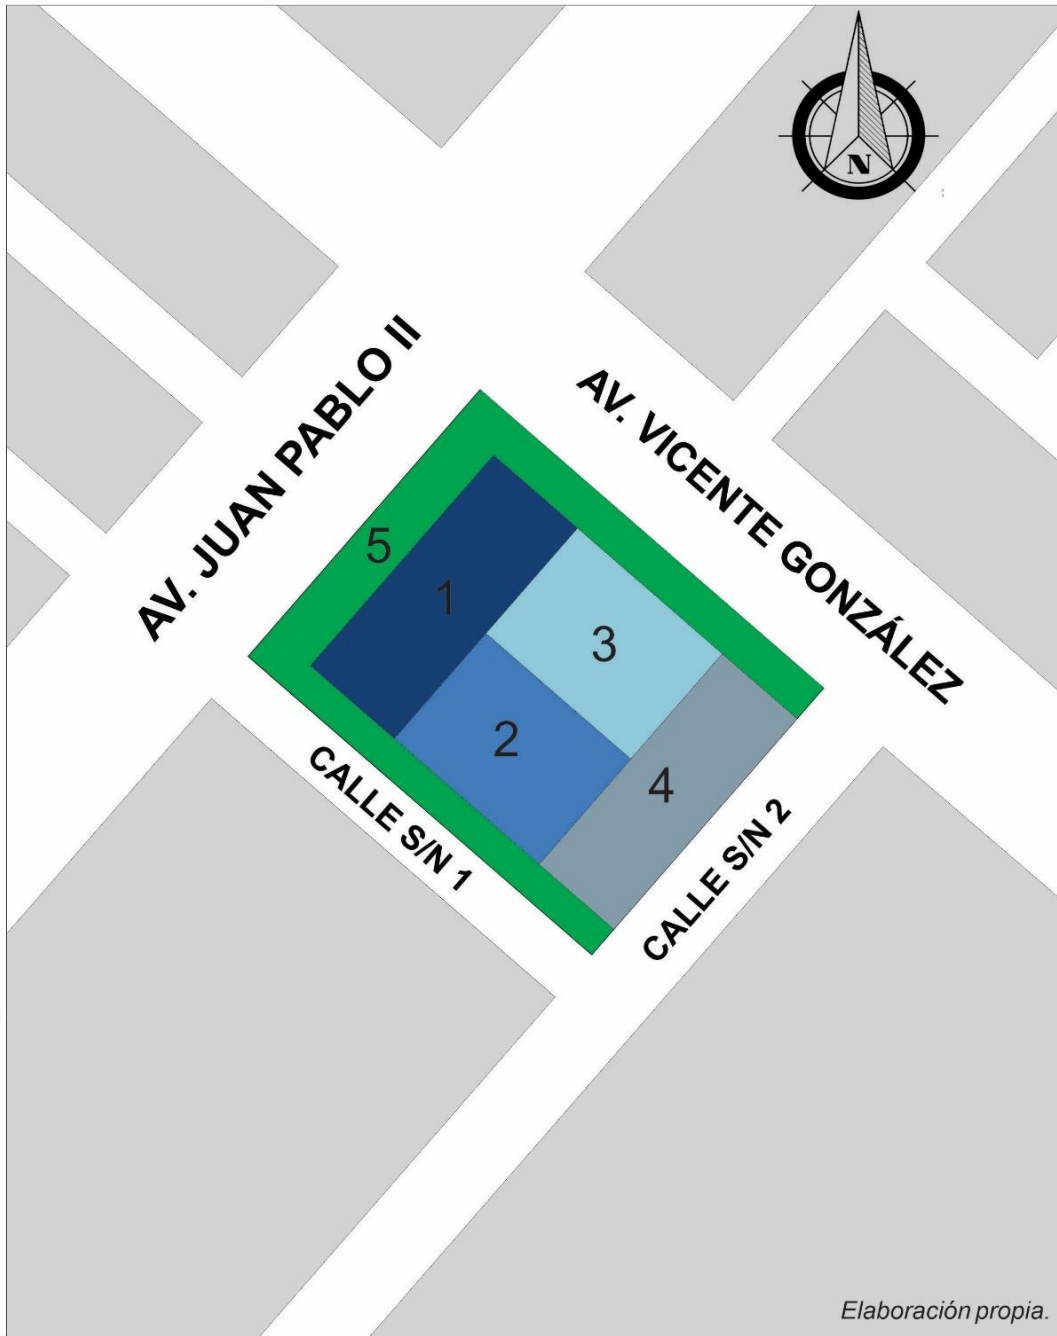 N
AV. JUAN PABLO II
AV. VICENTE GONZÁLEZ
5
1
3
2
4
CALLE S/N 1
CALLE S/N 2
Elaboración propia.